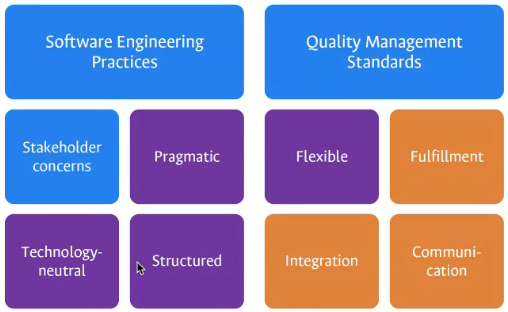 Software Engineering
Practices
Quality Management
Standards
Stakeholder
concerns
Pragmatic
Flexible
Fulfillment
Technology-
neutral
Structured
Integration
Communi-
cation